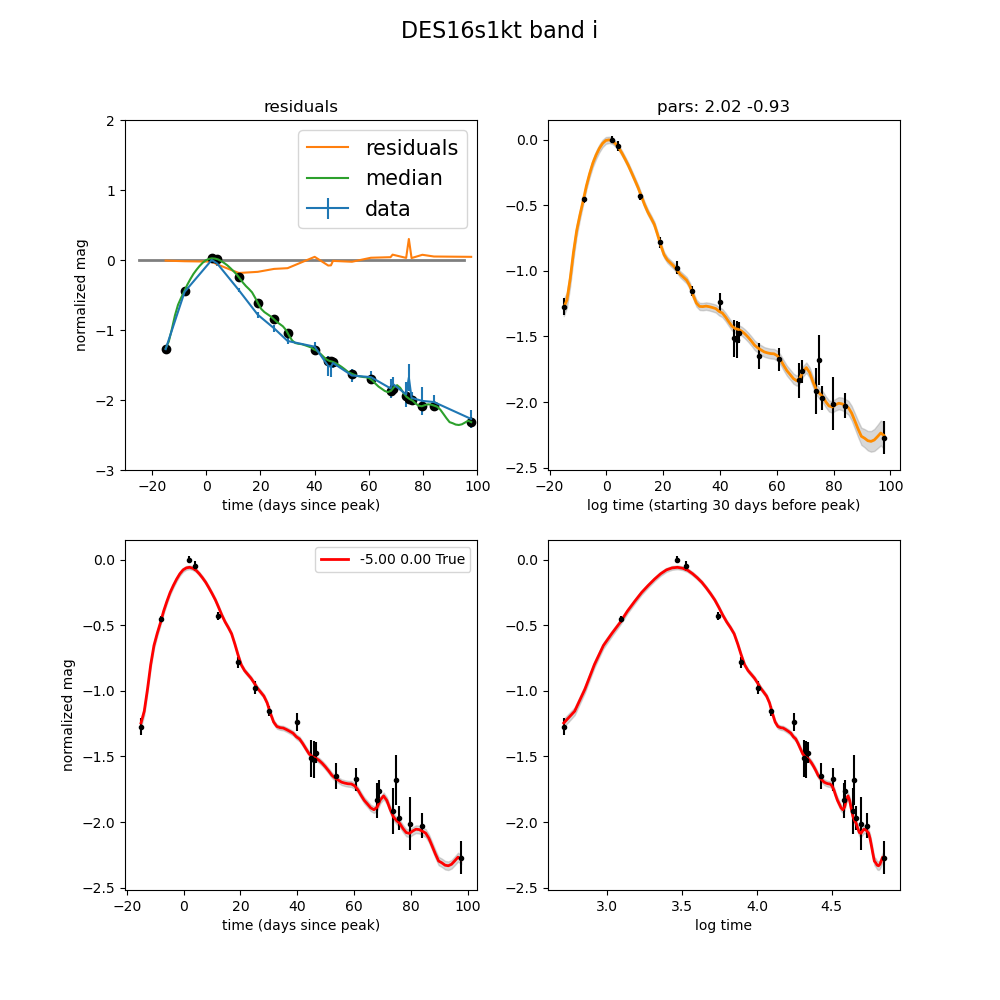 DES16s1kt band i
residuals
2
1
0
−1
−2
−3
normalized mag
−20 0 20 40 60 80 100
time (days since peak)
residuals
median
data
pars: 2.02 -0.93
0.0
−0.5
−1.0
−1.5
−2.0
−2.5
−20 0 20 40 60 80 100
log time (starting 30 days before peak)
-5.00 0.00 True
0.0
−0.5
−1.0
−1.5
−2.0
−2.5
normalized mag
−20 0 20 40 60 80 100
time (days since peak)
0.0
−0.5
−1.0
−1.5
−2.0
−2.5
3.0 3.5 4.0 4.5
log time